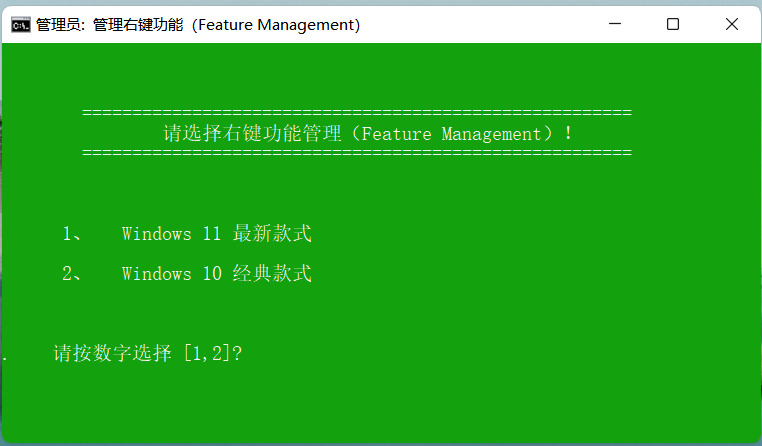 管理员: 管理右键功能（Feature Management）
=======================================================
请选择右键功能管理（Feature Management）!
=======================================================
1、 Windows 11 最新款式
2、 Windows 10 经典款式
. 请按数字选择 [1,2]?